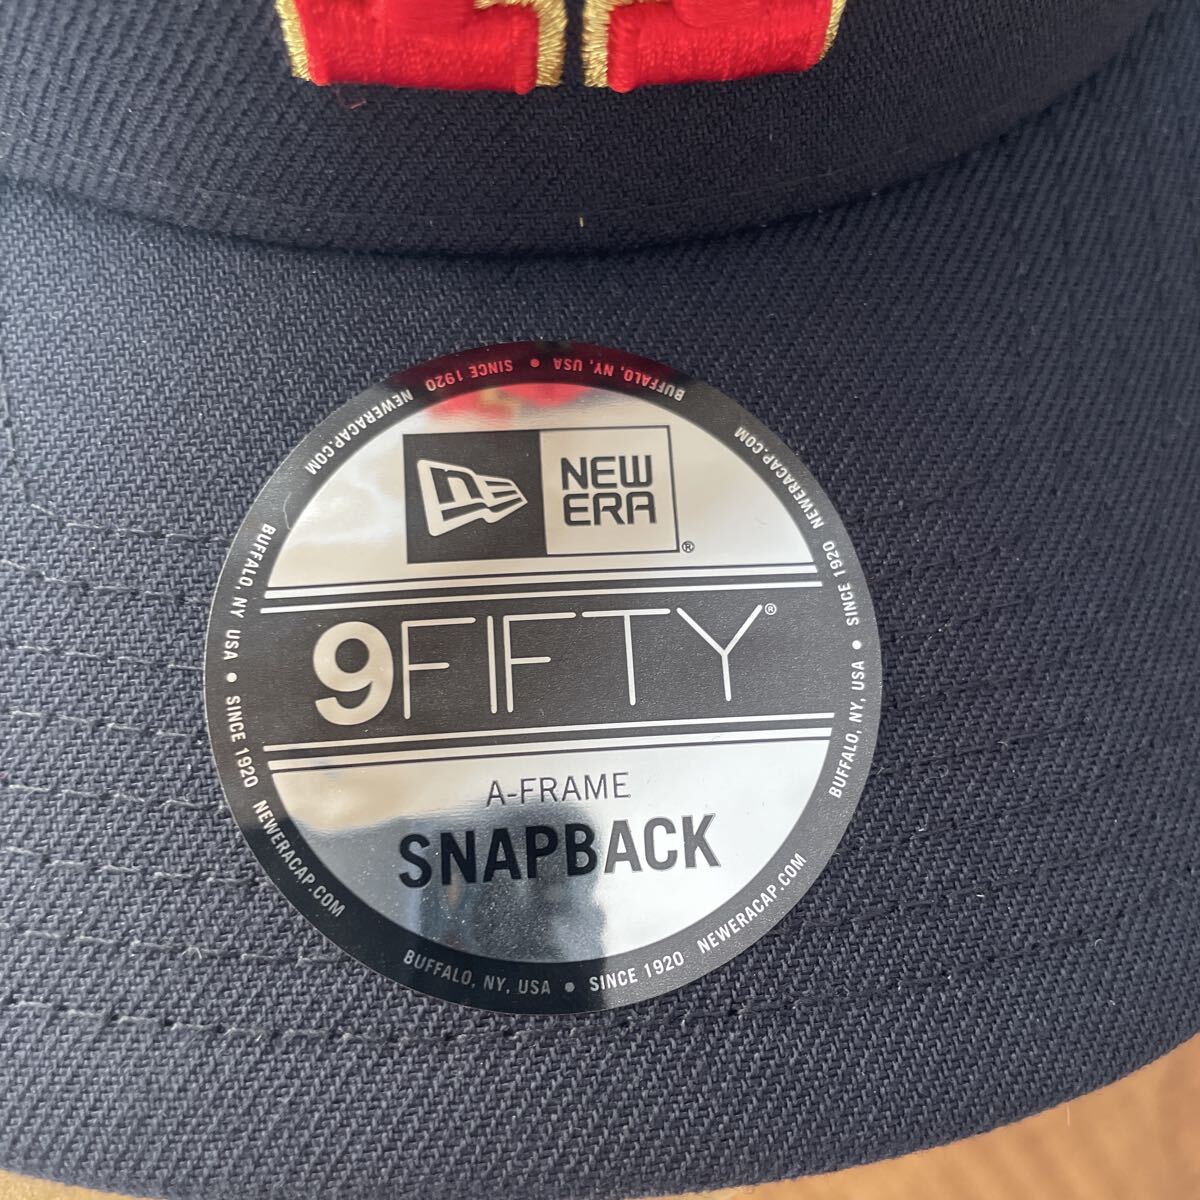 NEW
ERA
®
9FIFTY®
A-FRAME
SNAPBACK
BUFFALO, NY, USA • SINCE 1920 NEWERACAP.COM
BUFFALO, NY, USA • SINCE 1920 NEWERACAP.COM
BUFFALO, NY, USA • SINCE 1920 NEWERACAP.COM
BUFFALO, NY USA • SINCE 1920 NEWERACAP.COM